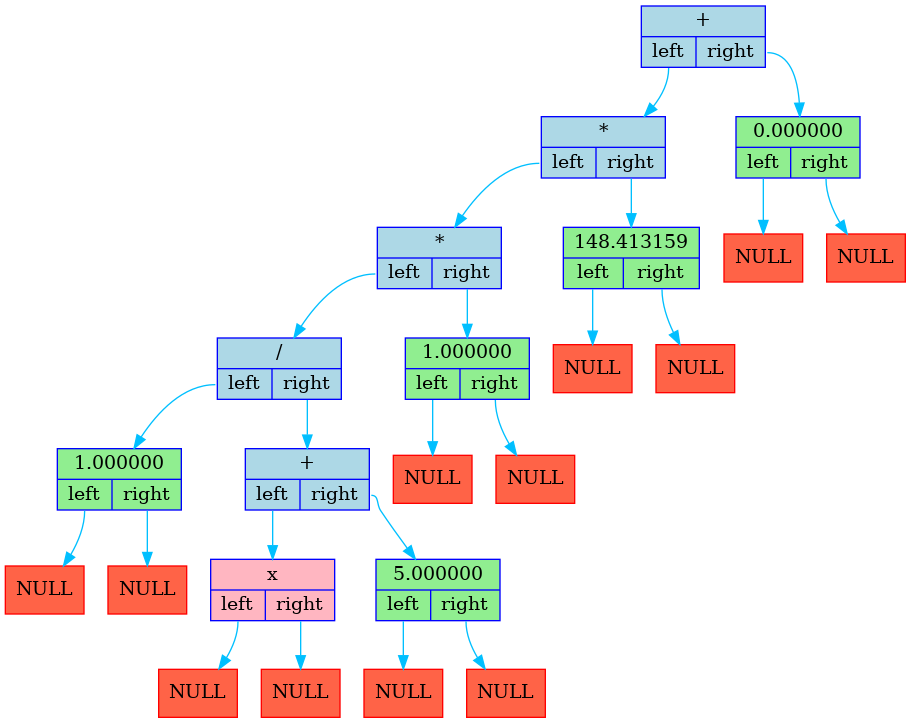 +
left right
*
left right
0.000000
left right
*
left right
148.413159
left right
NULL
NULL
/
left right
1.000000
left right
NULL
NULL
1.000000
left right
+
left right
NULL
NULL
NULL
NULL
x
left right
5.000000
left right
NULL
NULL
NULL
NULL